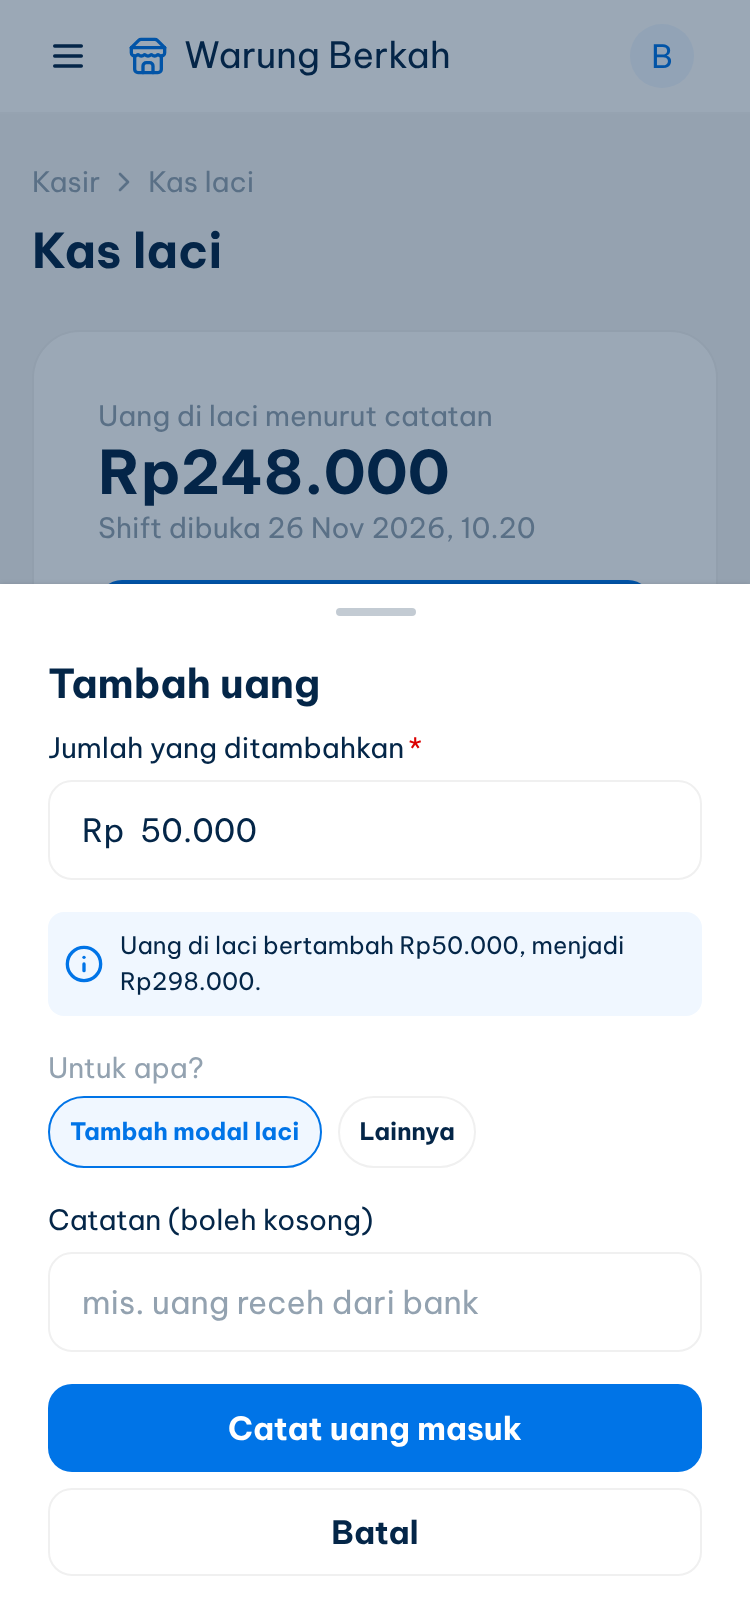 Warung Berkah
B
Kasir > Kas laci
Kas laci
Uang di laci menurut catatan
Rp248.000
Shift dibuka 26 Nov 2026, 10.20
Tambah uang
Jumlah yang ditambahkan *
Rp 50.000
Uang di laci bertambah Rp50.000, menjadi
Rp298.000.
Untuk apa?
Tambah modal laci
Lainnya
Catatan (boleh kosong)
mis. uang receh dari bank
Catat uang masuk
Batal